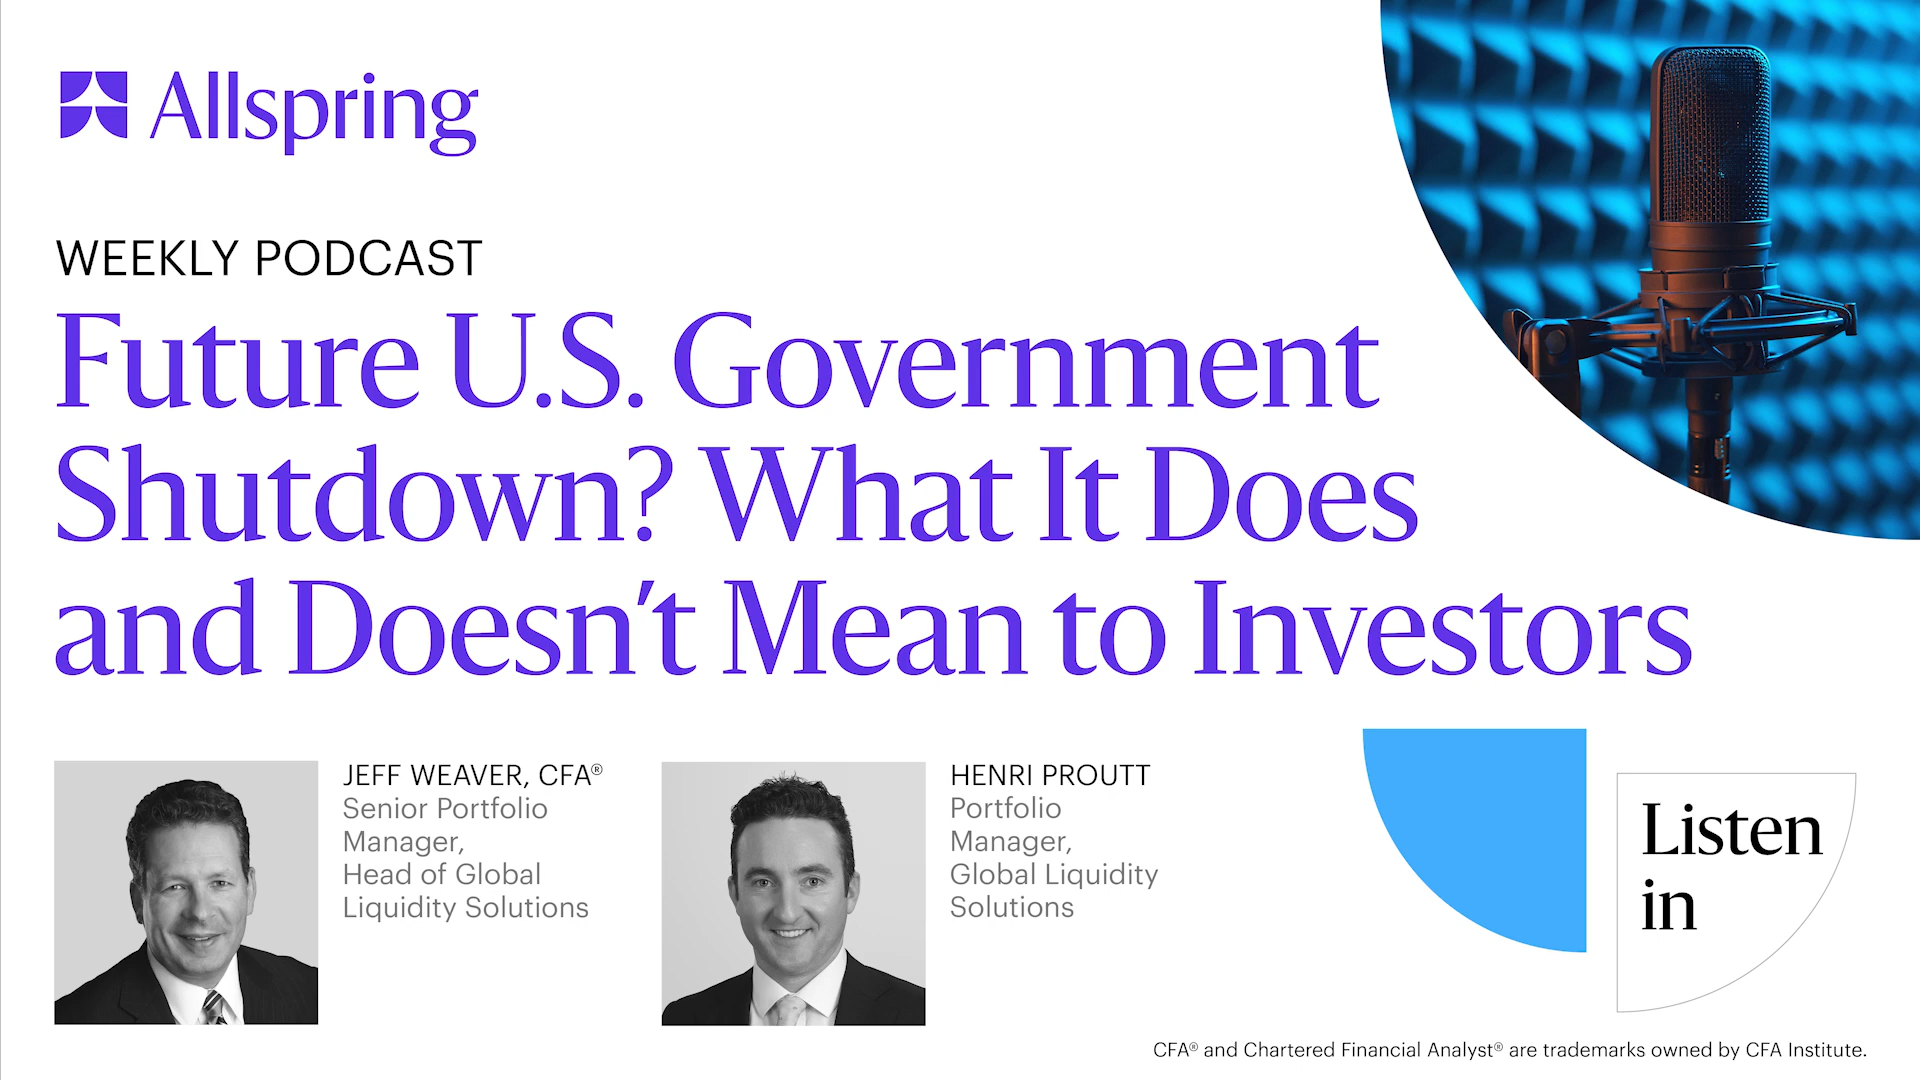 Allspring
WEEKLY PODCAST
Future U.S. Government
Shutdown? What It Does
and Doesn't Mean to Investors
JEFF WEAVER, CFA®
Senior Portfolio
Manager,
Head of Global
Liquidity Solutions
HENRI PROUTT
Portfolio
Manager,
Global Liquidity
Solutions
Listen
in
CFA® and Chartered Financial Analyst® are trademarks owned by CFA Institute.